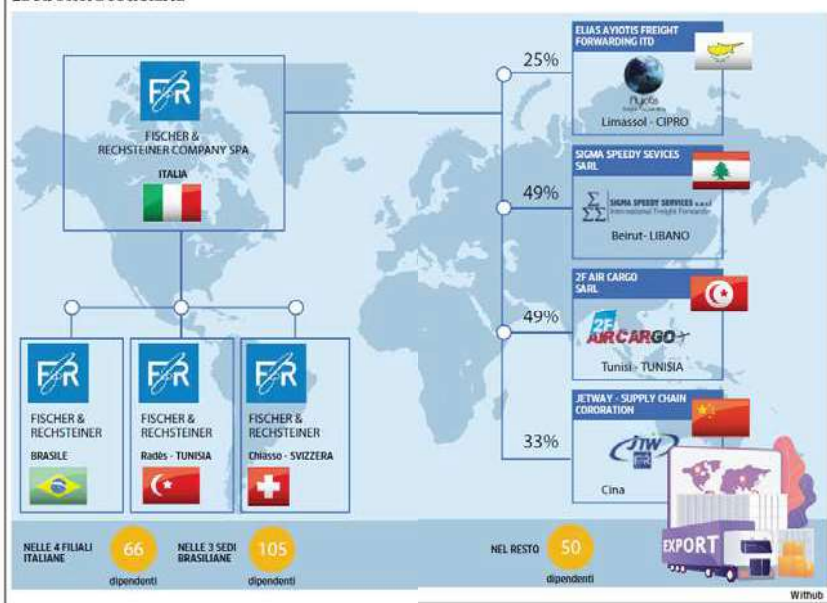 F&R
FISCHER &
RECHSTEINER COMPANY SPA
ITALIA
F&R
FISCHER &
RECHSTEINER
BRASILE
F&R
FISCHER &
RECHSTEINER
Radès - TUNISIA
F&R
FISCHER &
RECHSTEINER
Chiasso - SVIZZERA
25%
ELIAS AYIOTIS FREIGHT
FORWARDING ITD
Limassol - CIPRO
49%
SIGMA SPEEDY SEVICES
SARL
SIGMA SPEEDY SERVICES s.a.r.l
International Freight Forwarder
Beirut- LIBANO
49%
2F AIR CARGO
SARL
2F
AIRCARGO
Tunisi - TUNISIA
33%
JETWAY - SUPPLY CHAIN
CORORATION
JTW
F&R
Cina
EXPORT
NELLE 4 FILIALI
ITALIANE
66
dipendenti
NELLE 3 SEDI
BRASILIANE
105
dipendenti
NEL RESTO
50
dipendenti
Withub